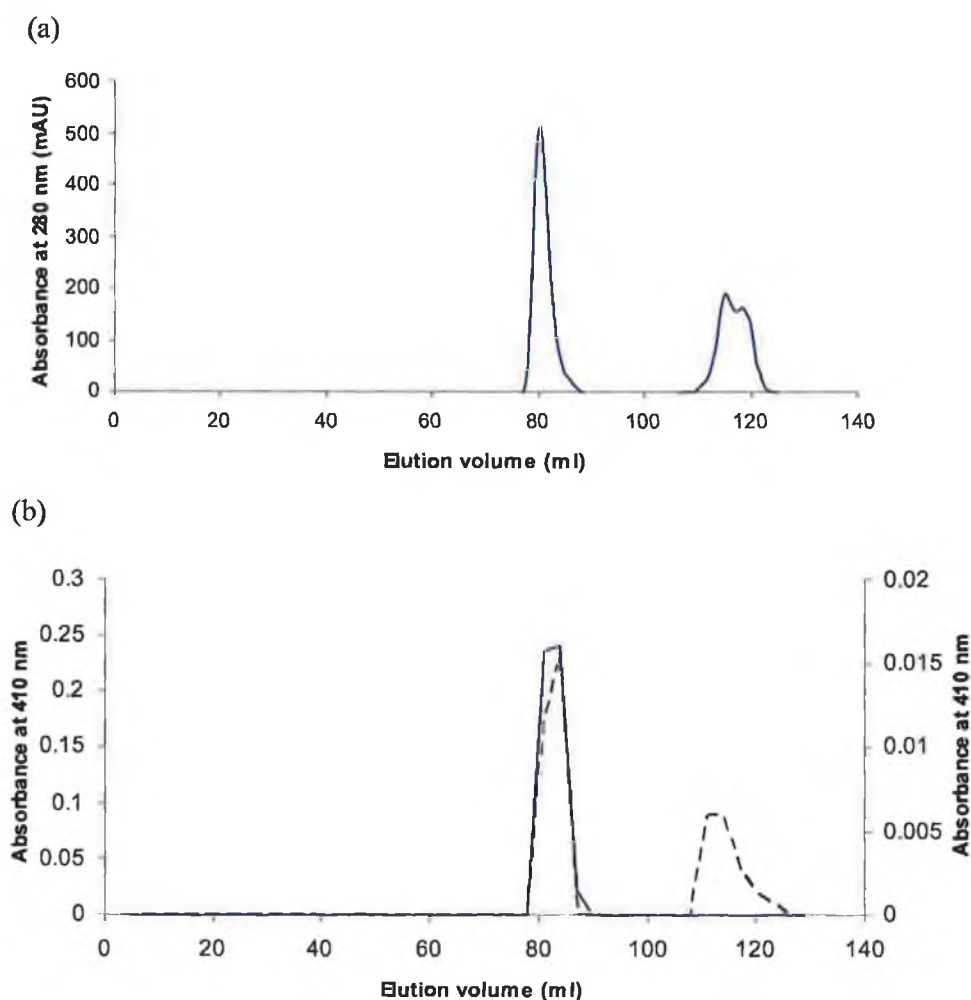 (a)
600
500
400
300
200
100
0
Absorbance at 280 nm (mAU)
0 20 40 60 80 100 120 140
Elution volume (ml)
(b)
0.3
0.25
0.2
0.15
0.1
0.05
0
Absorbance at 410 nm
0.02
0.015
0.01
0.005
0
Absorbance at 410 nm
0 20 40 60 80 100 120 140
Elution volume (ml)